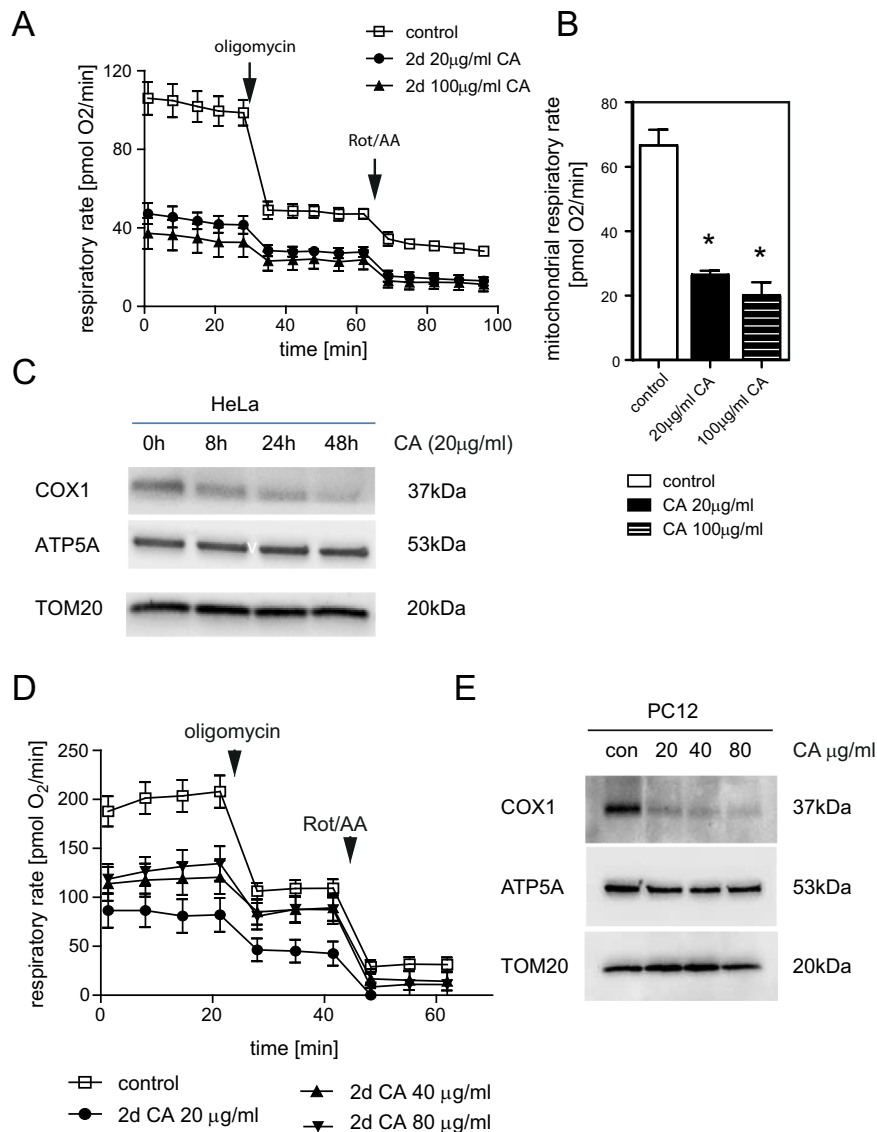 A
oligomycin
control
2d 20μg/ml CA
2d 100μg/ml CA
Rot/AA
respiratory rate [pmol O2/min]
120
80
40
0
0 20 40 60 80 100
time [min]
B
mitochondrial respiratory rate
[pmol O2/min]
80
60
40
20
0
* *
control
20μg/ml CA
100μg/ml CA
control
CA 20μg/ml
CA 100μg/ml
C
HeLa
0h 8h 24h 48h CA (20μg/ml)
COX1 37kDa
ATP5A v 53kDa
TOM20 20kDa
D
oligomycin
Rot/AA
respiratory rate [pmol O₂/min]
250
200
150
100
50
0
0 20 40 60
time [min]
control
2d CA 20 μg/ml
2d CA 40 μg/ml
2d CA 80 μg/ml
E
PC12
con 20 40 80 CA μg/ml
COX1 37kDa
ATP5A 53kDa
TOM20 20kDa